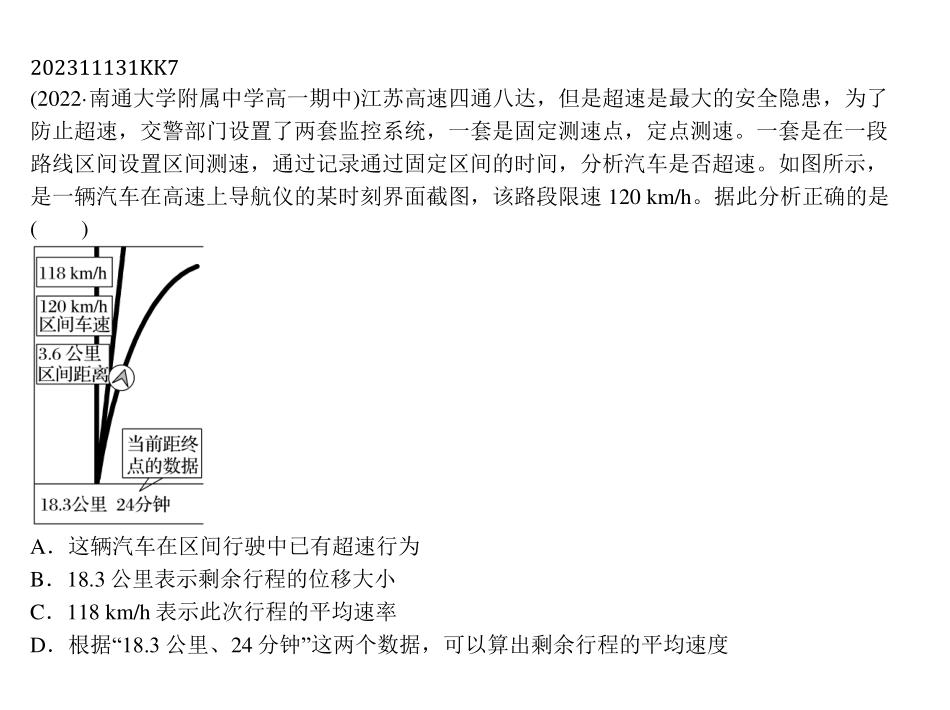 202311131KK7
(2022·南通大学附属中学高一期中)江苏高速四通八达，但是超速是最大的安全隐患，为了
防止超速，交警部门设置了两套监控系统，一套是固定测速点，定点测速。一套是在一段
路线区间设置区间测速，通过记录通过固定区间的时间，分析汽车是否超速。如图所示，
是一辆汽车在高速上导航仪的某时刻界面截图，该路段限速 120 km/h。据此分析正确的是
(　　)
118 km/h
120 km/h
区间车速
3.6 公里
区间距离
当前距终
点的数据
18.3公里 24分钟
A．这辆汽车在区间行驶中已有超速行为
B．18.3 公里表示剩余行程的位移大小
C．118 km/h 表示此次行程的平均速率
D．根据“18.3 公里、24 分钟”这两个数据，可以算出剩余行程的平均速度